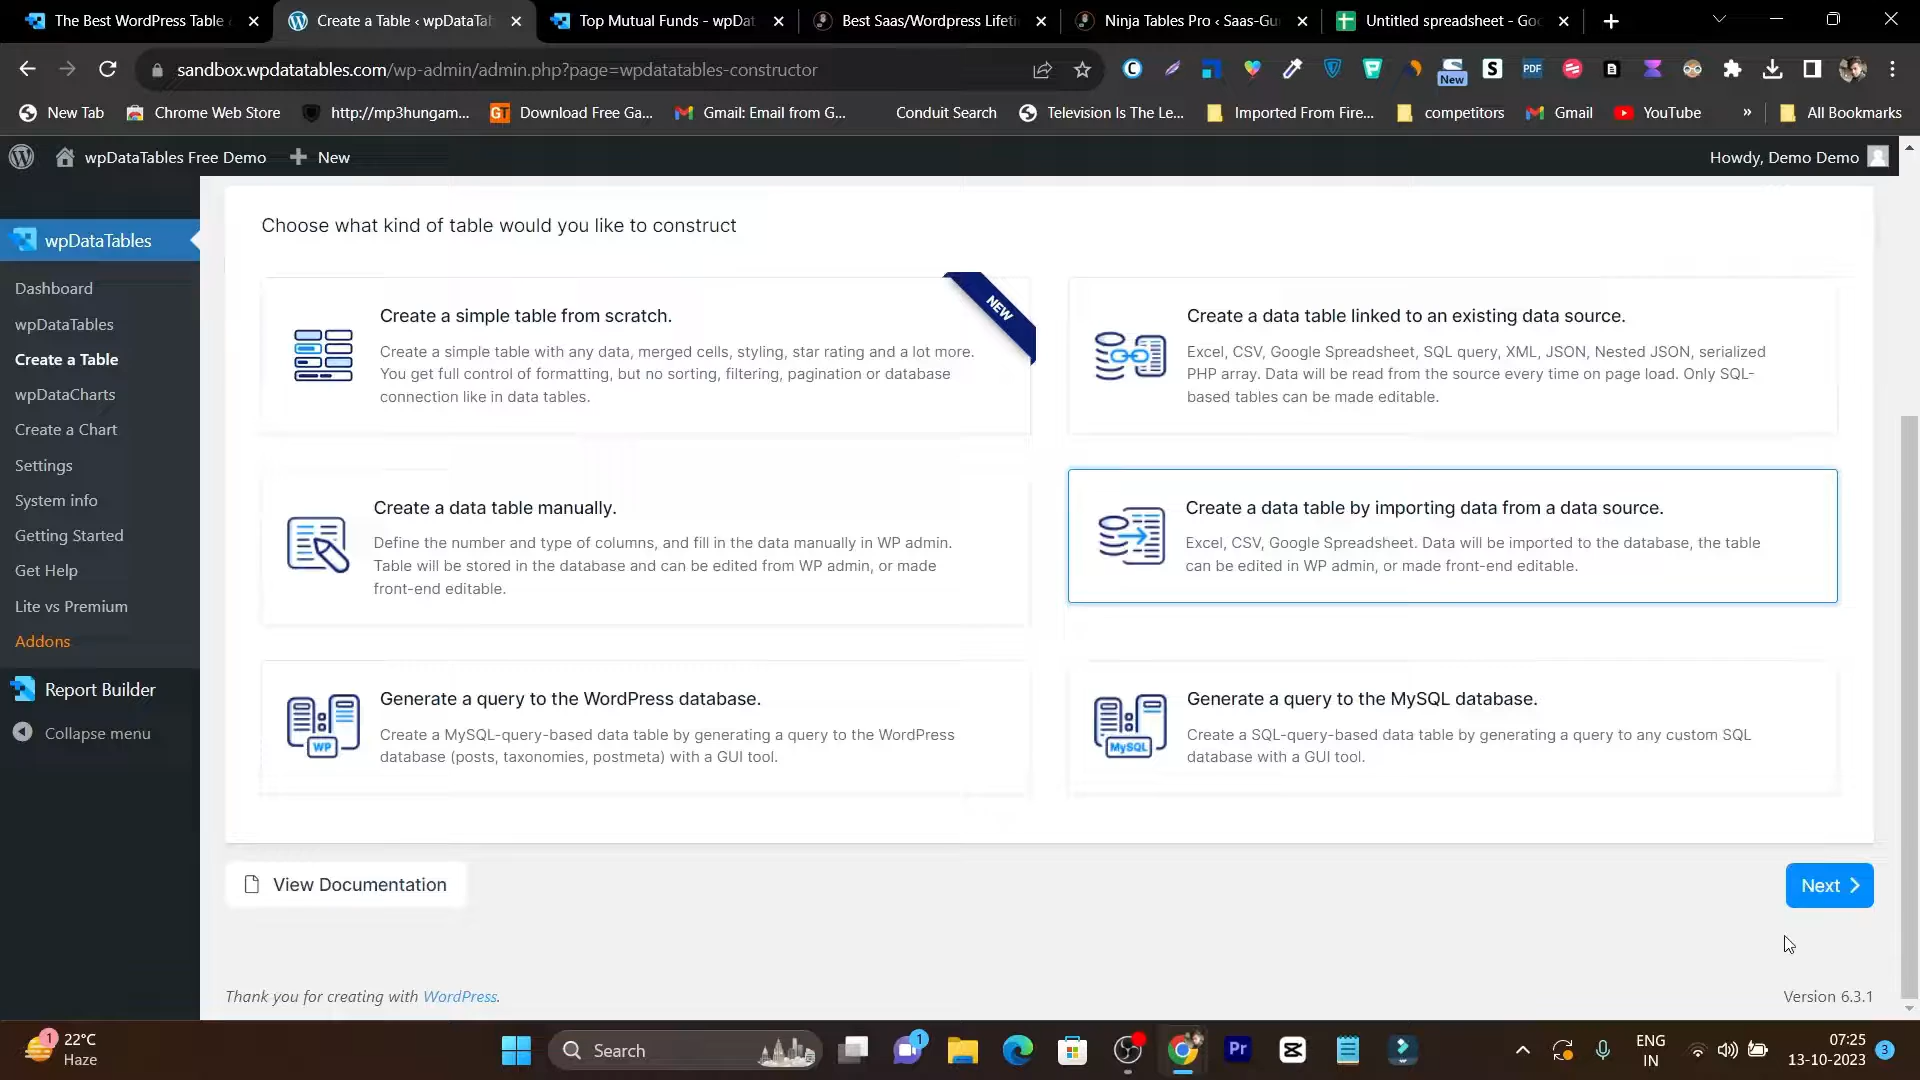 The Best WordPress Table
Create a Table ‹ wpDataTab
Top Mutual Funds - wpDat
Best Saas/Wordpress Lifeti
Ninja Tables Pro ‹ Saas-Gu
Untitled spreadsheet - Goo
sandbox.wpdatatables.com/wp-admin/admin.php?page=wpdatatables-constructor
New
PDF
New Tab
Chrome Web Store
http://mp3hungam...
GT
Download Free Ga...
Gmail: Email from G...
Conduit Search
Television Is The Le...
Imported From Fire...
competitors
Gmail
YouTube
»
All Bookmarks
wpDataTables Free Demo
New
Howdy, Demo Demo
wpDataTables
Dashboard
wpDataTables
Create a Table
wpDataCharts
Create a Chart
Settings
System info
Getting Started
Get Help
Lite vs Premium
Addons
Report Builder
Collapse menu
Choose what kind of table would you like to construct
NEW
Create a simple table from scratch.
Create a simple table with any data, merged cells, styling, star rating and a lot more.
You get full control of formatting, but no sorting, filtering, pagination or database
connection like in data tables.
Create a data table linked to an existing data source.
Excel, CSV, Google Spreadsheet, SQL query, XML, JSON, Nested JSON, serialized
PHP array. Data will be read from the source every time on page load. Only SQL-
based tables can be made editable.
Create a data table manually.
Define the number and type of columns, and fill in the data manually in WP admin.
Table will be stored in the database and can be edited from WP admin, or made
front-end editable.
Create a data table by importing data from a data source.
Excel, CSV, Google Spreadsheet. Data will be imported to the database, the table
can be edited in WP admin, or made front-end editable.
WP
Generate a query to the WordPress database.
Create a MySQL-query-based data table by generating a query to the WordPress
database (posts, taxonomies, postmeta) with a GUI tool.
MySQL
Generate a query to the MySQL database.
Create a SQL-query-based data table by generating a query to any custom SQL
database with a GUI tool.
View Documentation
Next
Thank you for creating with WordPress.
Version 6.3.1
1
22°C
Haze
Search
1
Pr
ENG
IN
07:25
13-10-2023
3